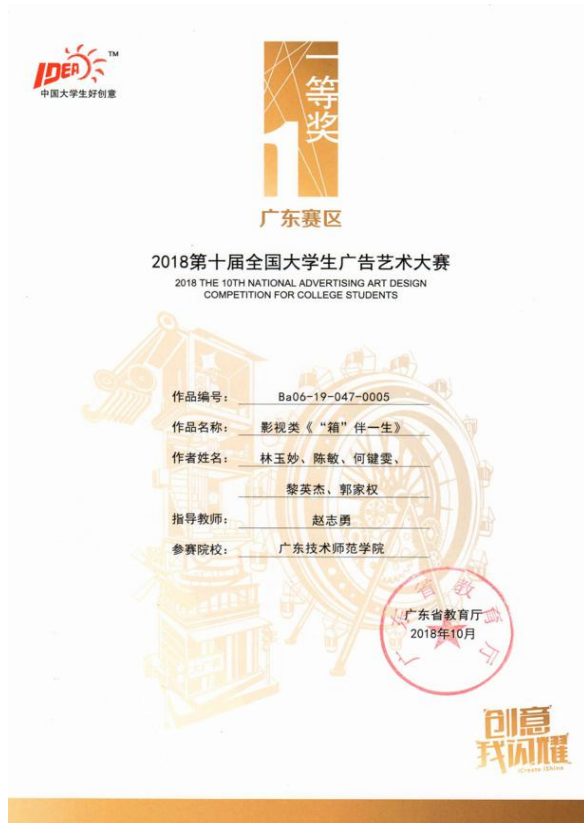 IDEA TM
中国大学生好创意
一等奖
1
广东赛区
2018第十届全国大学生广告艺术大赛
2018 THE 10TH NATIONAL ADVERTISING ART DESIGN
COMPETITION FOR COLLEGE STUDENTS
作品编号： Ba06-19-047-0005
作品名称： 影视类《“箱”伴一生》
作者姓名： 林玉妙、陈敏、何键雯、
黎英杰、郭家权
指导教师： 赵志勇
参赛院校： 广东技术师范学院
广东省教育厅
广东省教育厅
2018年10月
创意
我闪耀
iCreate iShine